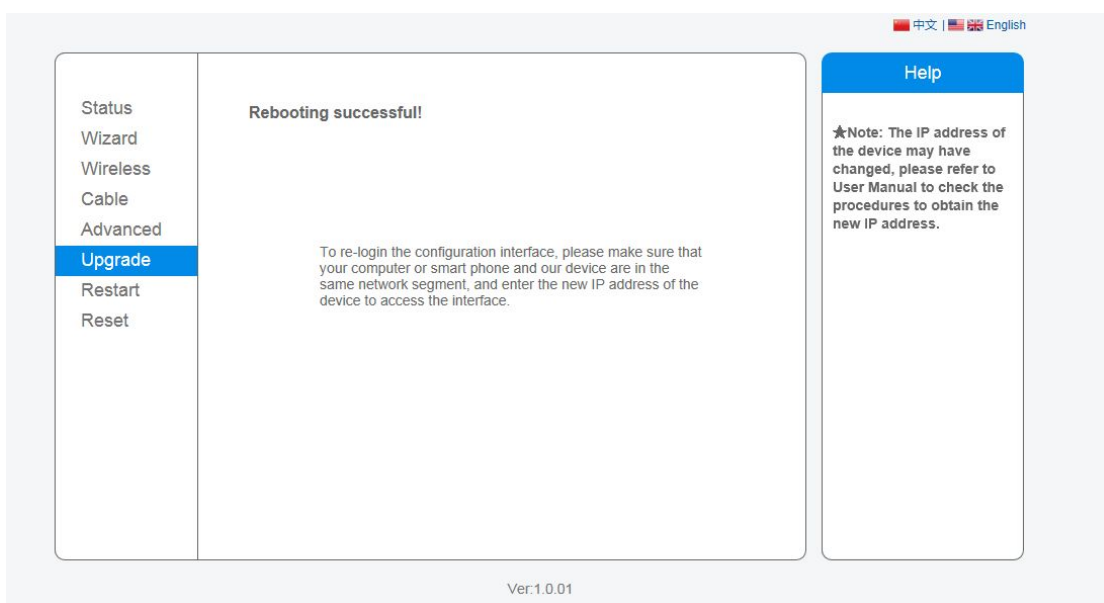 中文 | English
Status
Wizard
Wireless
Cable
Advanced
Upgrade
Restart
Reset
Rebooting successful!
To re-login the configuration interface, please make sure that
your computer or smart phone and our device are in the
same network segment, and enter the new IP address of the
device to access the interface.
Help
★Note: The IP address of
the device may have
changed, please refer to
User Manual to check the
procedures to obtain the
new IP address.
Ver:1.0.01